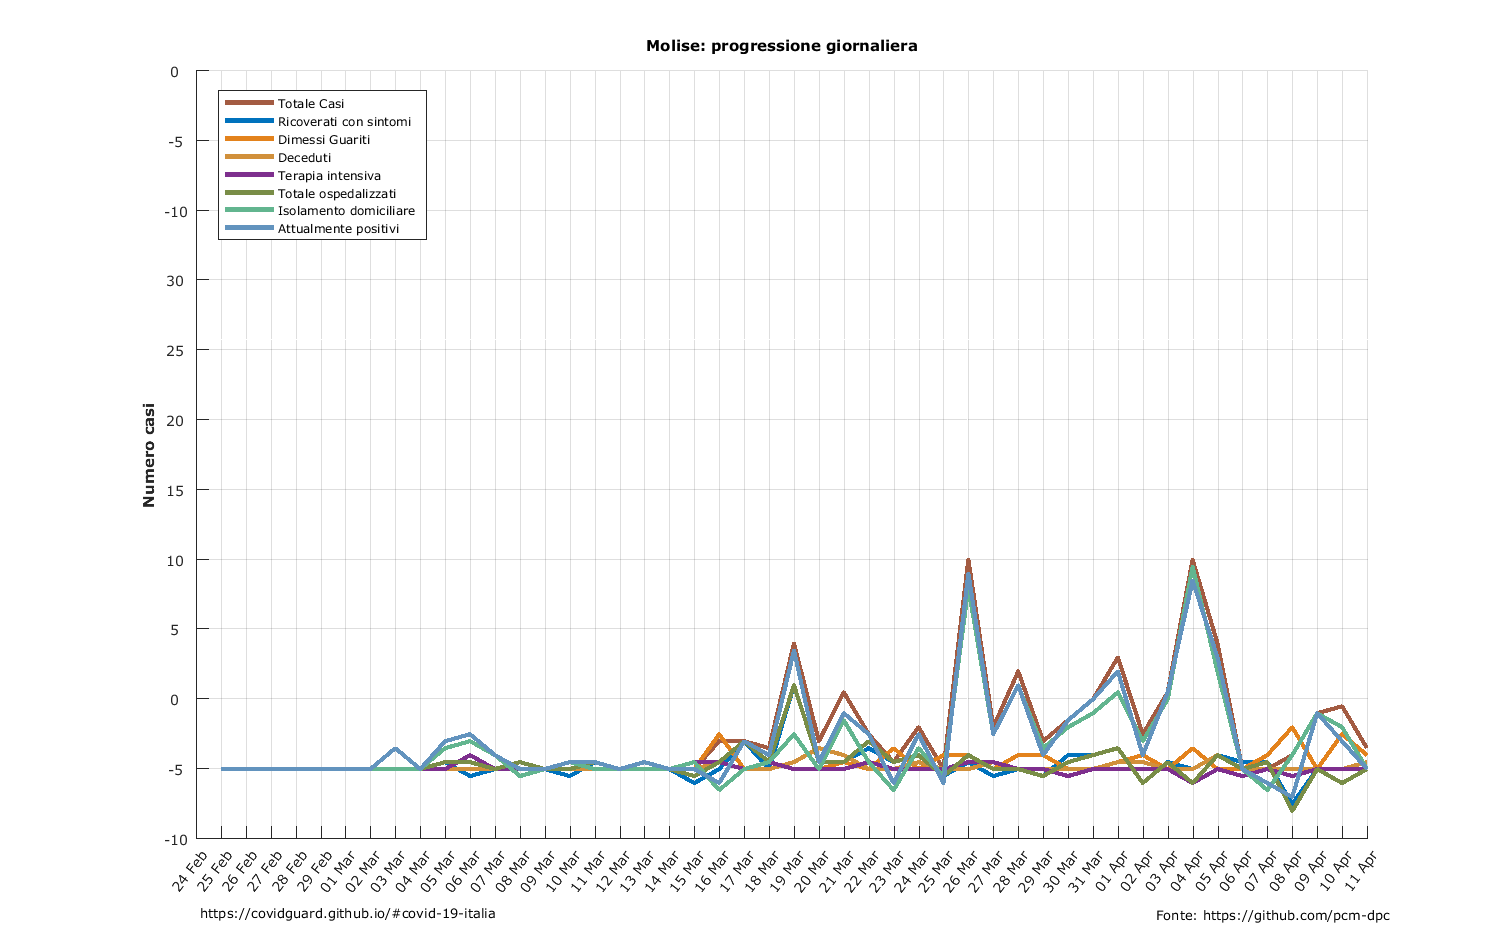 Molise: progressione giornaliera
0
-5
-10
30
25
20
15
10
5
0
-5
-10
Numero casi
Totale Casi
Ricoverati con sintomi
Dimessi Guariti
Deceduti
Terapia intensiva
Totale ospedalizzati
Isolamento domiciliare
Attualmente positivi
24 Feb
25 Feb
26 Feb
27 Feb
28 Feb
29 Feb
01 Mar
02 Mar
03 Mar
04 Mar
05 Mar
06 Mar
07 Mar
08 Mar
09 Mar
10 Mar
11 Mar
12 Mar
13 Mar
14 Mar
15 Mar
16 Mar
17 Mar
18 Mar
19 Mar
20 Mar
21 Mar
22 Mar
23 Mar
24 Mar
25 Mar
26 Mar
27 Mar
28 Mar
29 Mar
30 Mar
31 Mar
01 Apr
02 Apr
03 Apr
04 Apr
05 Apr
06 Apr
07 Apr
08 Apr
09 Apr
10 Apr
11 Apr
https://covidguard.github.io/#covid-19-italia
Fonte: https://github.com/pcm-dpc